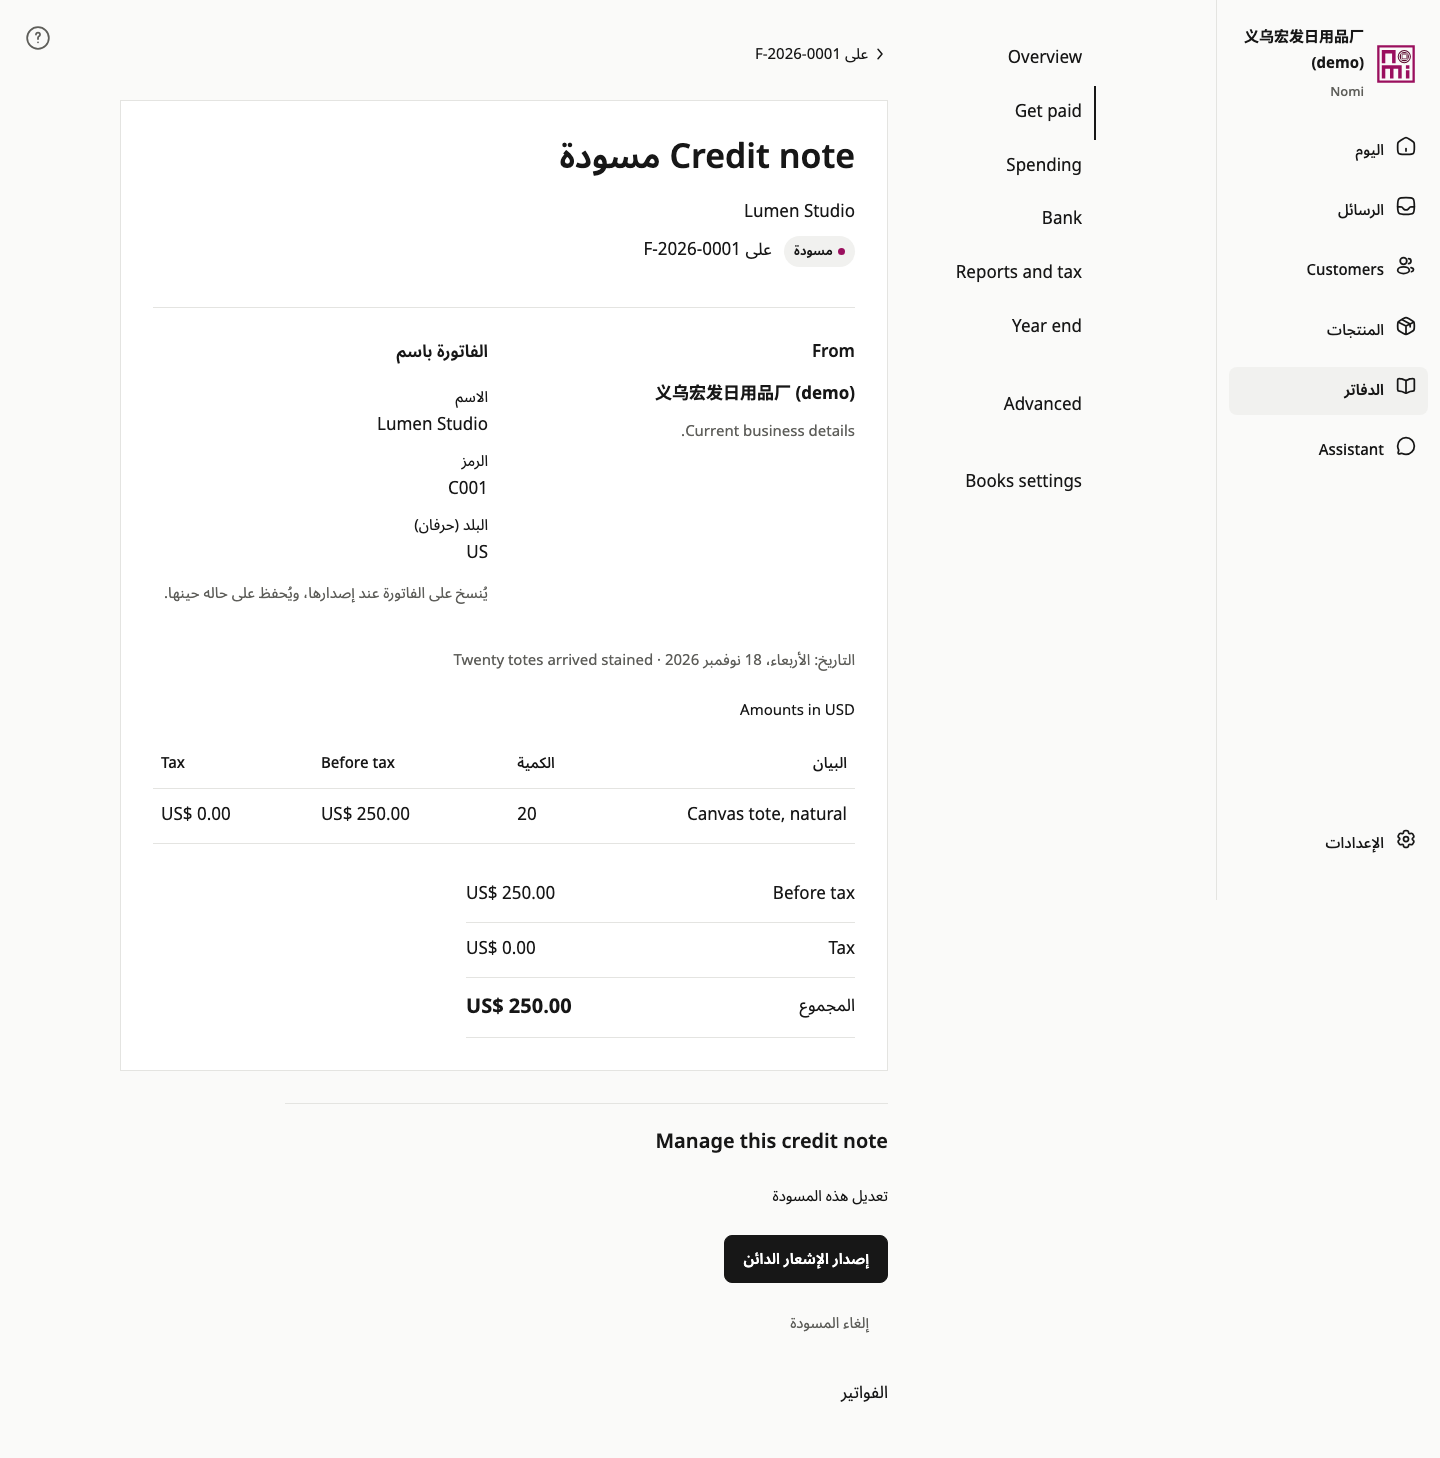 义乌宏发日用品厂
(demo)
Nomi
اليوم
الرسائل
Customers
المنتجات
الدفاتر
Assistant
الإعدادات
Overview
Get paid
Spending
Bank
Reports and tax
Year end
Advanced
Books settings
على F-2026-0001
Credit note مسودة
Lumen Studio
مسودة على F-2026-0001
From
义乌宏发日用品厂 (demo)
Current business details.
الفاتورة باسم
الاسم
Lumen Studio
الرمز
C001
البلد (حرفان)
US
يُنسخ على الفاتورة عند إصدارها، ويُحفظ على حاله حينها.
التاريخ: الأربعاء، 18 نوفمبر 2026 · Twenty totes arrived stained
Amounts in USD
البيان الكمية Before tax Tax
Canvas tote, natural 20 US$ 250.00 US$ 0.00
Before tax US$ 250.00
Tax US$ 0.00
المجموع US$ 250.00
Manage this credit note
تعديل هذه المسودة
إصدار الإشعار الدائن
إلغاء المسودة
الفواتير